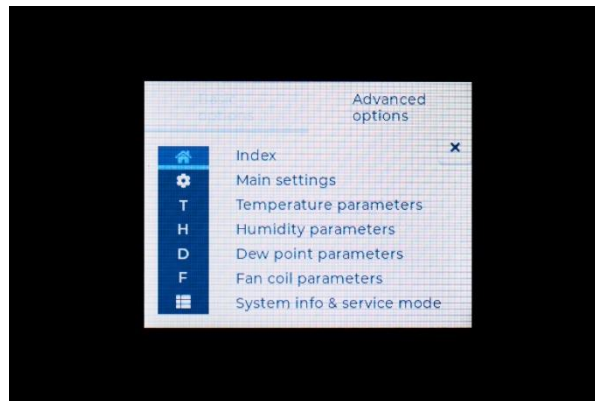 Advanced
options
Index
Main settings
T Temperature parameters
H Humidity parameters
D Dew point parameters
F Fan coil parameters
System info & service mode